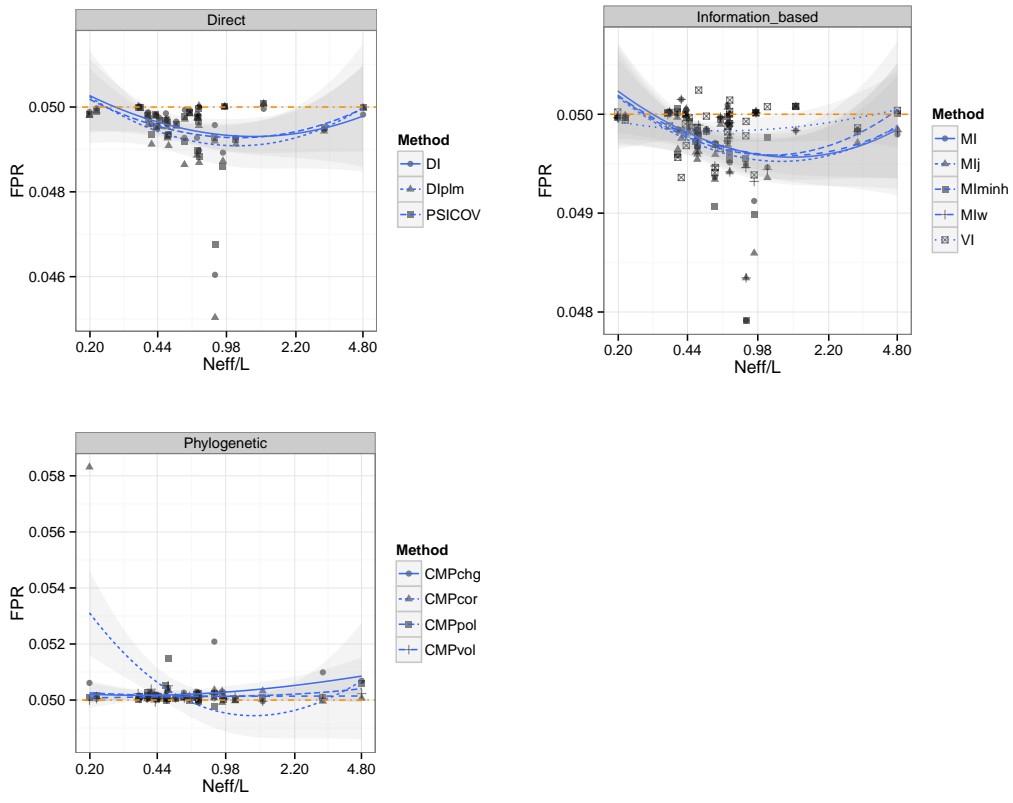 Direct
0.050
0.048
0.046
FPR
0.20 0.44 0.98 2.20 4.80
Neff/L
Method
DI
DIplm
PSICOV
Information_based
0.050
0.049
0.048
FPR
0.20 0.44 0.98 2.20 4.80
Neff/L
Method
MI
MIj
MIminh
MIw
VI
Phylogenetic
0.058
0.056
0.054
0.052
0.050
FPR
0.20 0.44 0.98 2.20 4.80
Neff/L
Method
CMPchg
CMPcor
CMPpol
CMPvol